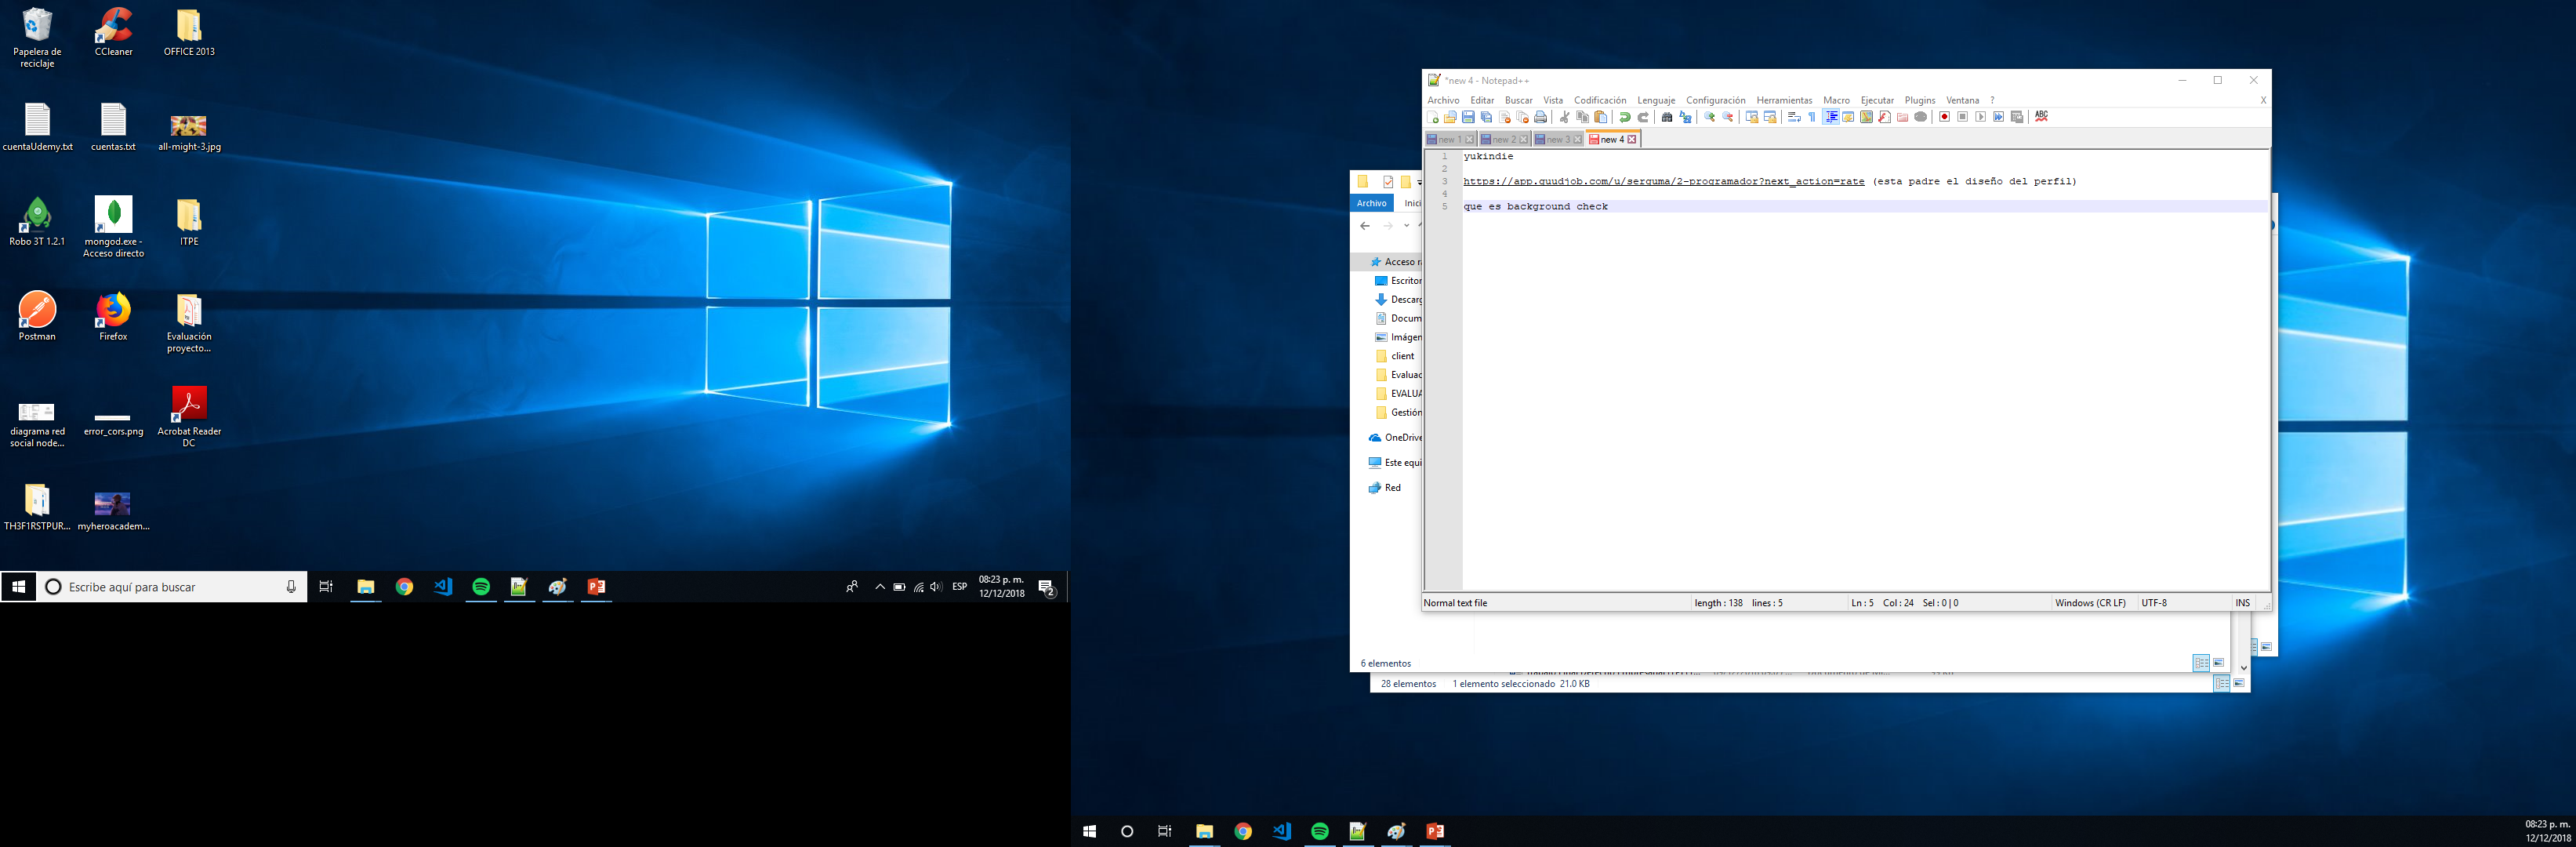 Papelera de
reciclaje
CCleaner
OFFICE 2013
cuentaUdemy.txt
cuentas.txt
all-might-3.jpg
Robo 3T 1.2.1
mongod.exe -
Acceso directo
ITPE
Postman
Firefox
Evaluación
proyecto...
diagrama red
social node...
error_cors.png
Acrobat Reader
DC
TH3F1RSTPUR...
myheroacadem...
Escribe aquí para buscar
ESP
08:23 p. m.
12/12/2018
2
*new 4 - Notepad++
Archivo Editar Buscar Vista Codificación Lenguaje Configuración Herramientas Macro Ejecutar Plugins Ventana ?
X
ABC
new 1 new 2 new 3 new 4
1 yukindie
2
3 https://app.guudjob.com/u/serguma/2-programador?next_action=rate (esta padre el diseño del perfil)
4
5 que es background check
Normal text file length : 138 lines : 5 Ln : 5 Col : 24 Sel : 0 | 0 Windows (CR LF) UTF-8 INS
Archivo Inici
Acceso rá
Escritor
Descarg
Docum
Imágen
client
Evaluac
EVALUA
Gestión
OneDrive
Este equi
Red
6 elementos
28 elementos 1 elemento seleccionado 21.0 KB
08:23 p. m.
12/12/2018